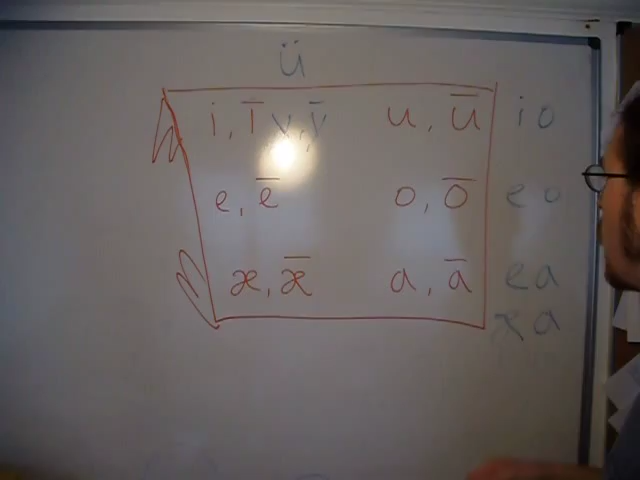 ü
i, ī y, ȳ u, ū io
e, ē o, ō eo
æ, ǣ a, ā ea
æa